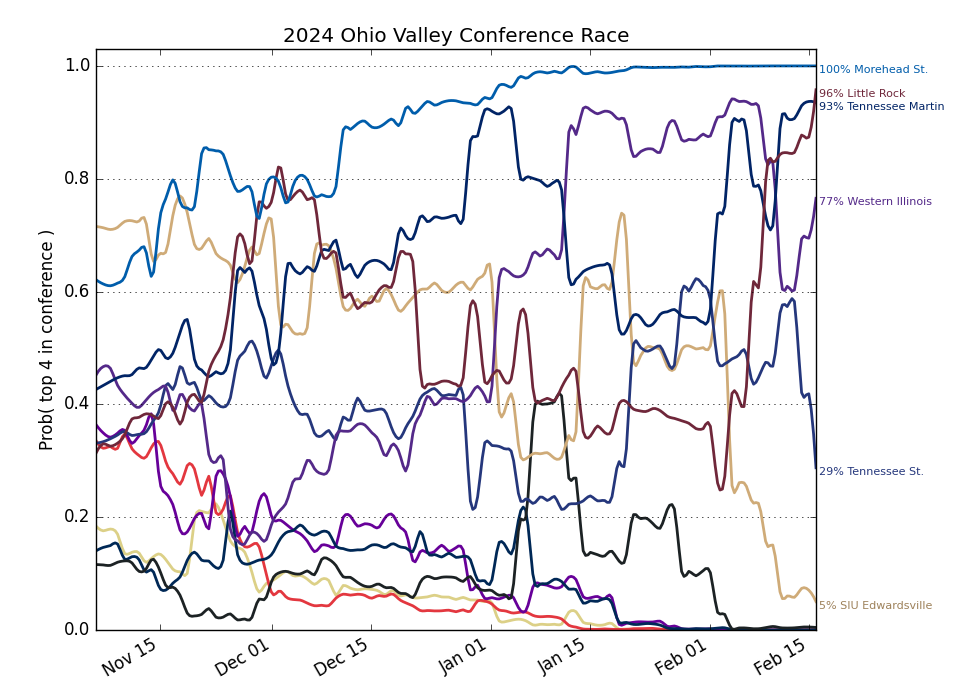 2024 Ohio Valley Conference Race
1.0
0.8
0.6
0.4
0.2
0.0
Prob( top 4 in conference )
100% Morehead St.
96% Little Rock
93% Tennessee Martin
77% Western Illinois
29% Tennessee St.
5% SIU Edwardsville
Nov 15
Dec 01
Dec 15
Jan 01
Jan 15
Feb 01
Feb 15